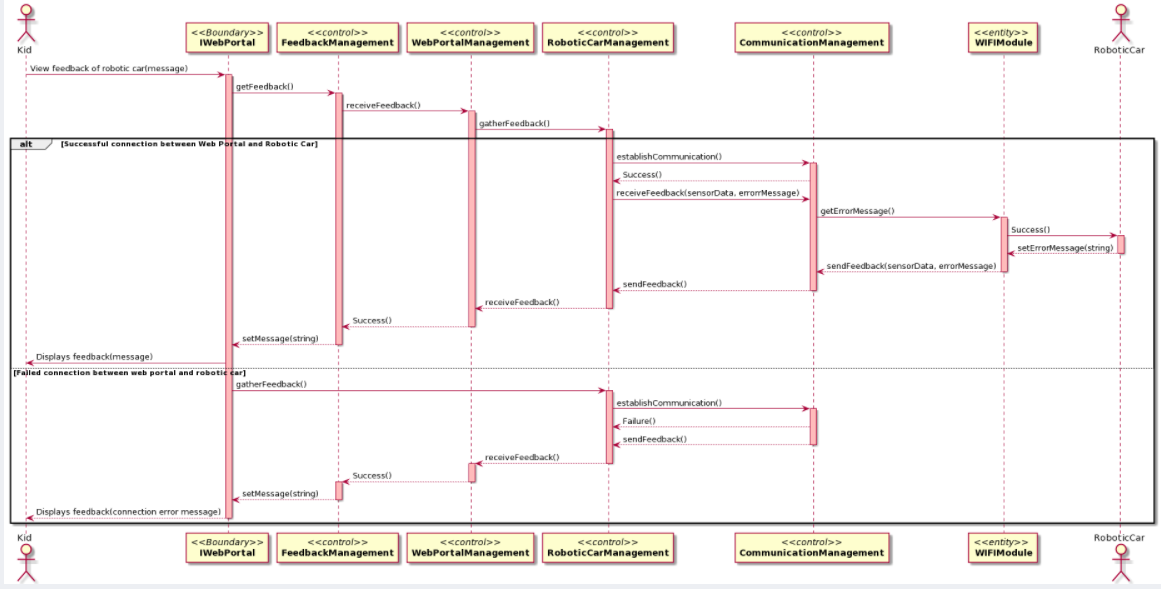 Kid
<<Boundary>>
IWebPortal
<<control>>
FeedbackManagement
<<control>>
WebPortalManagement
<<control>>
RoboticCarManagement
<<control>>
CommunicationManagement
<<entity>>
WIFIModule
RoboticCar
View feedback of robotic car(message)
getFeedback()
receiveFeedback()
gatherFeedback()
alt
[Successful connection between Web Portal and Robotic Car]
establishCommunication()
Success()
receiveFeedback(sensorData, errorrMessage)
getErrorMessage()
Success()
setErrorMessage(string)
sendFeedback(sensorData, errorMessage)
sendFeedback()
receiveFeedback()
Success()
setMessage(string)
Displays feedback(message)
[Failed connection between web portal and robotic car]
gatherFeedback()
establishCommunication()
Failure()
sendFeedback()
receiveFeedback()
Success()
setMessage(string)
Displays feedback(connection error message)
Kid
<<Boundary>>
IWebPortal
<<control>>
FeedbackManagement
<<control>>
WebPortalManagement
<<control>>
RoboticCarManagement
<<control>>
CommunicationManagement
<<entity>>
WIFIModule
RoboticCar